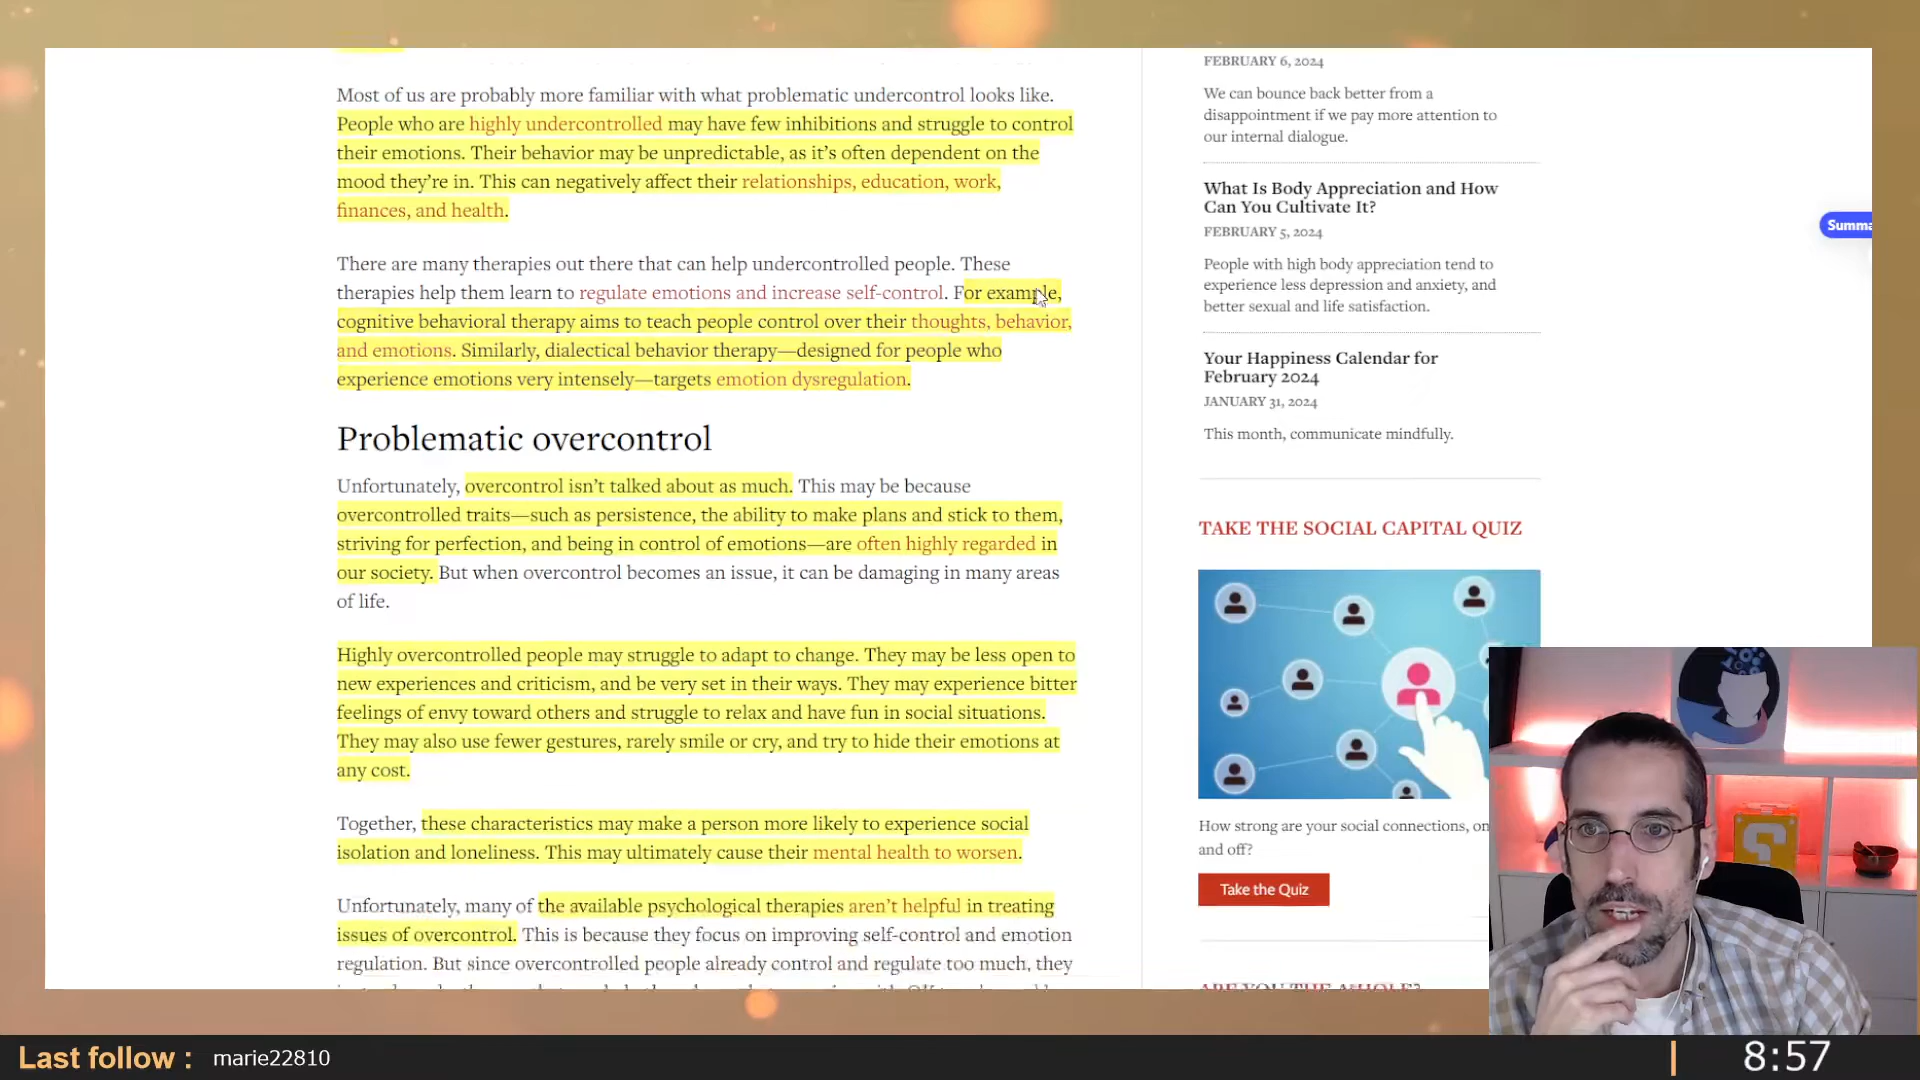 Most of us are probably more familiar with what problematic undercontrol looks like.
People who are highly undercontrolled may have few inhibitions and struggle to control
their emotions. Their behavior may be unpredictable, as it’s often dependent on the
mood they’re in. This can negatively affect their relationships, education, work,
finances, and health.
There are many therapies out there that can help undercontrolled people. These
therapies help them learn to regulate emotions and increase self-control. For example,
cognitive behavioral therapy aims to teach people control over their thoughts, behavior,
and emotions. Similarly, dialectical behavior therapy—designed for people who
experience emotions very intensely—targets emotion dysregulation.
Problematic overcontrol
Unfortunately, overcontrol isn’t talked about as much. This may be because
overcontrolled traits—such as persistence, the ability to make plans and stick to them,
striving for perfection, and being in control of emotions—are often highly regarded in
our society. But when overcontrol becomes an issue, it can be damaging in many areas
of life.
Highly overcontrolled people may struggle to adapt to change. They may be less open to
new experiences and criticism, and be very set in their ways. They may experience bitter
feelings of envy toward others and struggle to relax and have fun in social situations.
They may also use fewer gestures, rarely smile or cry, and try to hide their emotions at
any cost.
Together, these characteristics may make a person more likely to experience social
isolation and loneliness. This may ultimately cause their mental health to worsen.
Unfortunately, many of the available psychological therapies aren’t helpful in treating
issues of overcontrol. This is because they focus on improving self-control and emotion
regulation. But since overcontrolled people already control and regulate too much, they
FEBRUARY 6, 2024
We can bounce back better from a
disappointment if we pay more attention to
our internal dialogue.
What Is Body Appreciation and How
Can You Cultivate It?
FEBRUARY 5, 2024
People with high body appreciation tend to
experience less depression and anxiety, and
better sexual and life satisfaction.
Your Happiness Calendar for
February 2024
JANUARY 31, 2024
This month, communicate mindfully.
TAKE THE SOCIAL CAPITAL QUIZ
How strong are your social connections, on
and off?
Take the Quiz
Summa
Last follow : marie22810
8:57